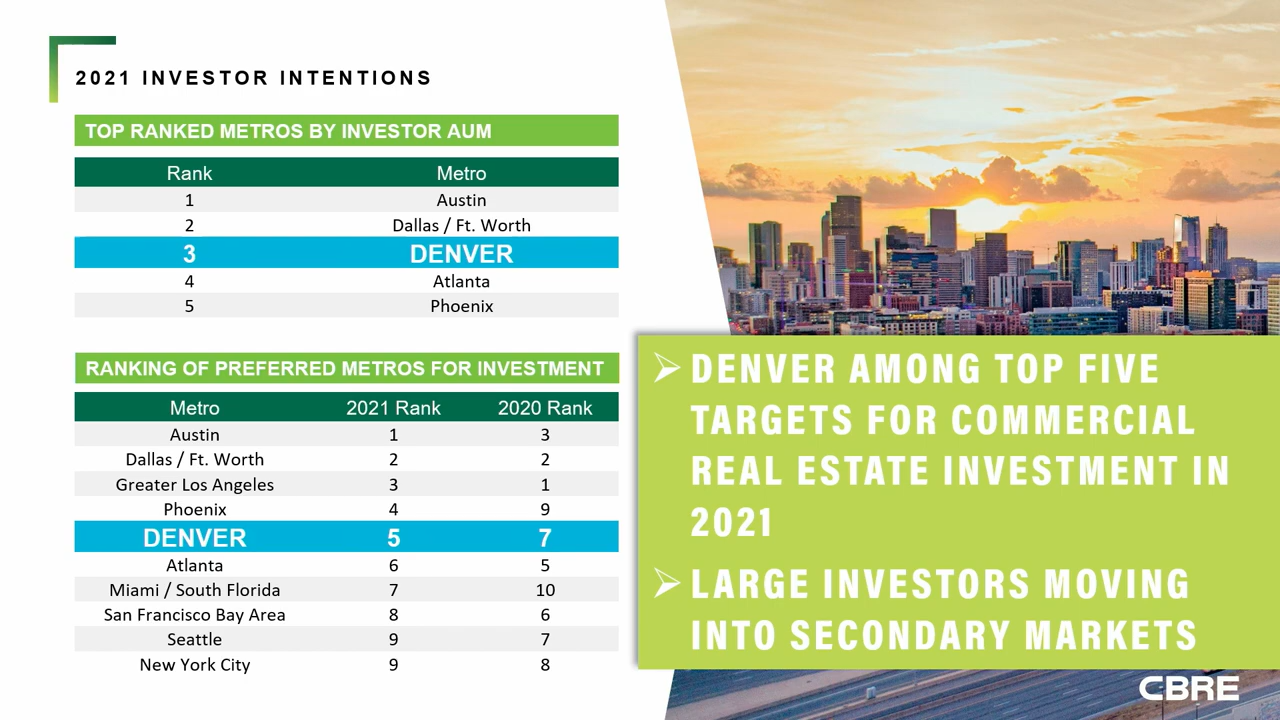 2021 INVESTOR INTENTIONS
TOP RANKED METROS BY INVESTOR AUM
Rank Metro
1 Austin
2 Dallas / Ft. Worth
3 DENVER
4 Atlanta
5 Phoenix
RANKING OF PREFERRED METROS FOR INVESTMENT
Metro 2021 Rank 2020 Rank
Austin 1 3
Dallas / Ft. Worth 2 2
Greater Los Angeles 3 1
Phoenix 4 9
DENVER 5 7
Atlanta 6 5
Miami / South Florida 7 10
San Francisco Bay Area 8 6
Seattle 9 7
New York City 9 8
DENVER AMONG TOP FIVE
TARGETS FOR COMMERCIAL
REAL ESTATE INVESTMENT IN
2021
LARGE INVESTORS MOVING
INTO SECONDARY MARKETS
CBRE